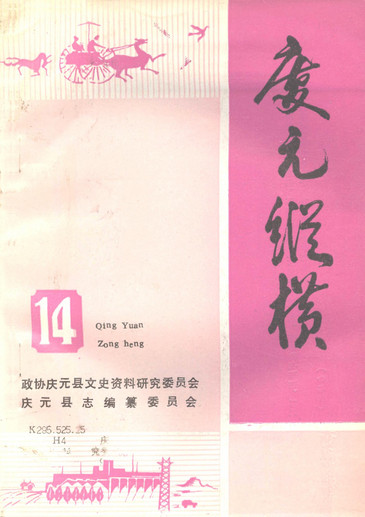 庆元纵横
14
Qing Yuan
Zong heng
政协庆元县文史资料研究委员会
庆元县志编纂委员会
K295.525.25
H4